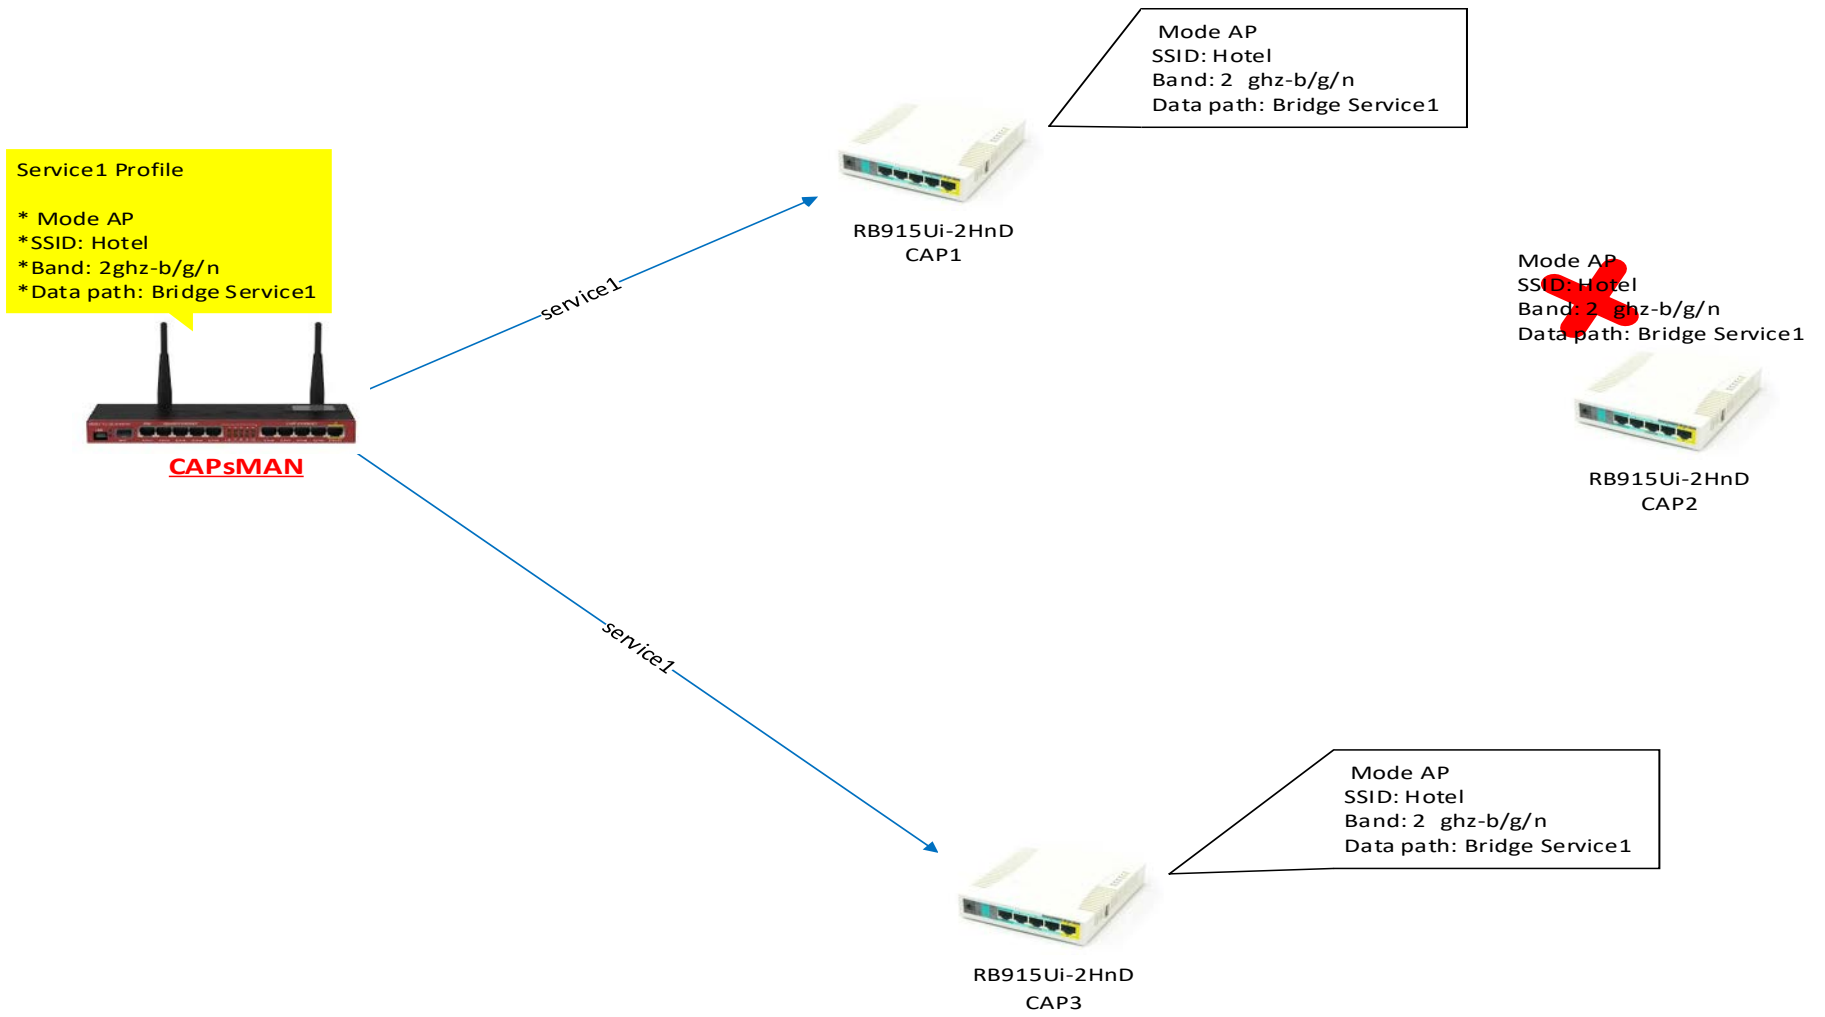 Mode AP
SSID: Hotel
Band: 2 ghz-b/g/n
Data path: Bridge Service1
Service1 Profile
* Mode AP
*SSID: Hotel
*Band: 2ghz-b/g/n
*Data path: Bridge Service1
CAPsMAN
service1
RB915Ui-2HnD
CAP1
Mode AP
SSID: Hotel
Band: 2 ghz-b/g/n
Data path: Bridge Service1
RB915Ui-2HnD
CAP2
service1
Mode AP
SSID: Hotel
Band: 2 ghz-b/g/n
Data path: Bridge Service1
RB915Ui-2HnD
CAP3